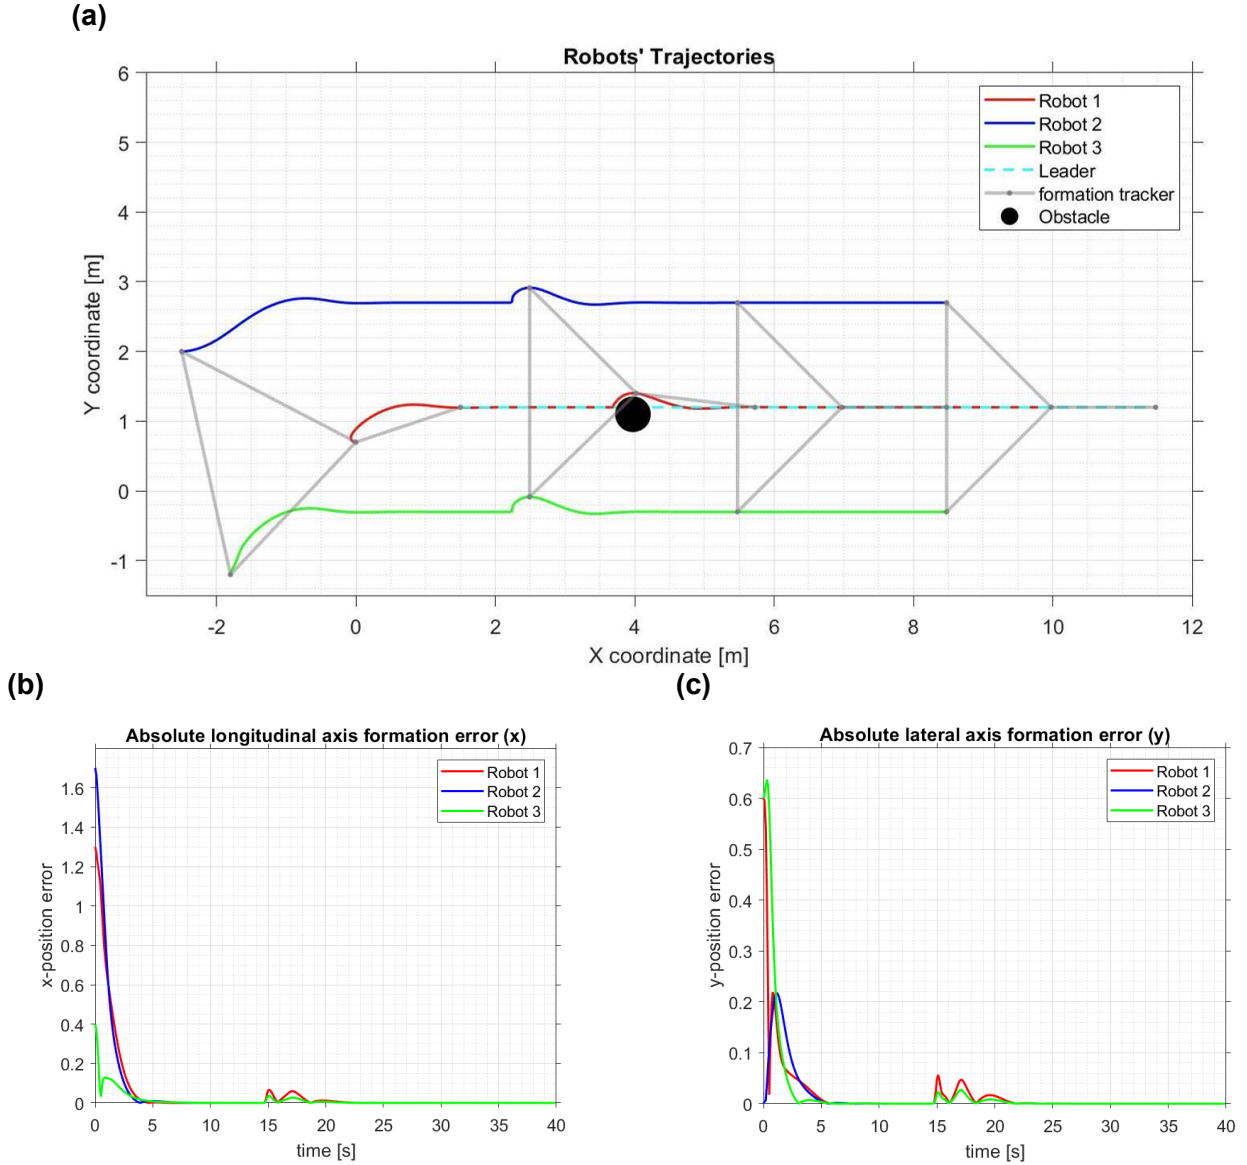 (a)
Robots' Trajectories
6
5
4
3
2
1
0
-1
Y coordinate [m]
Robot 1
Robot 2
Robot 3
Leader
formation tracker
Obstacle
-2 0 2 4 6 8 10 12
X coordinate [m]
(b)
Absolute longitudinal axis formation error (x)
1.6
1.4
1.2
1
0.8
0.6
0.4
0.2
0
x-position error
Robot 1
Robot 2
Robot 3
0 5 10 15 20 25 30 35 40
time [s]
(c)
Absolute lateral axis formation error (y)
0.7
0.6
0.5
0.4
0.3
0.2
0.1
0
y-position error
Robot 1
Robot 2
Robot 3
0 5 10 15 20 25 30 35 40
time [s]